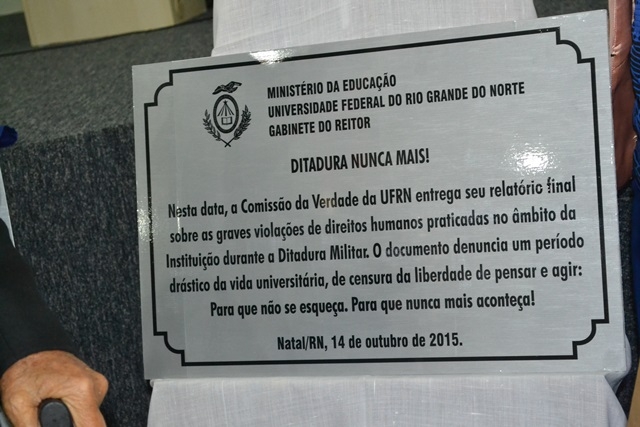 MINISTÉRIO DA EDUCAÇÃO
UNIVERSIDADE FEDERAL DO RIO GRANDE DO NORTE
GABINETE DO REITOR
DITADURA NUNCA MAIS!
Nesta data, a Comissão da Verdade da UFRN entrega seu relatório final
sobre as graves violações de direitos humanos praticadas no âmbito da
Instituição durante a Ditadura Militar. O documento denuncia um período
drástico da vida universitária, de censura da liberdade de pensar e agir:
Para que não se esqueça. Para que nunca mais aconteça!
Natal/RN, 14 de outubro de 2015.